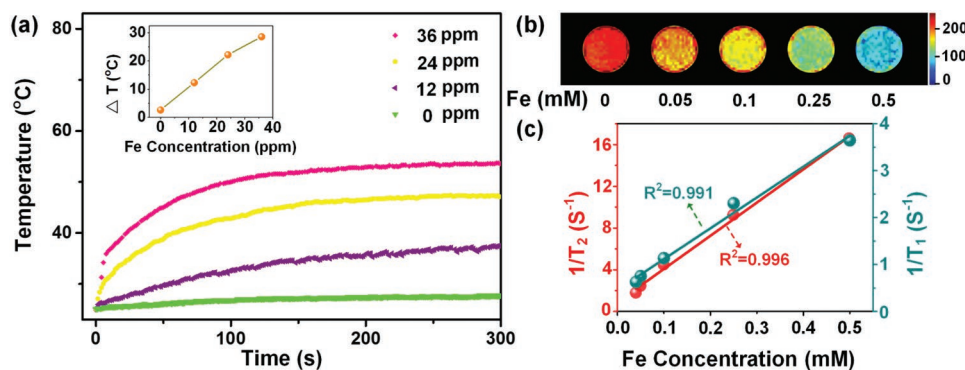 (a)
80
60
40
Temperature (°C)
0
100
200
300
Time (s)
30
20
10
0
△ T (°C)
0
10
20
30
40
Fe Concentration (ppm)
36 ppm
24 ppm
12 ppm
0 ppm
(b)
200
100
0
Fe (mM) 0 0.05 0.1 0.25 0.5
(c)
16
12
8
4
0
1/T2 (S-1)
R2=0.991
R2=0.996
4
3
2
1
0
1/T1 (S-1)
0.0 0.1 0.2 0.3 0.4 0.5
Fe Concentration (mM)